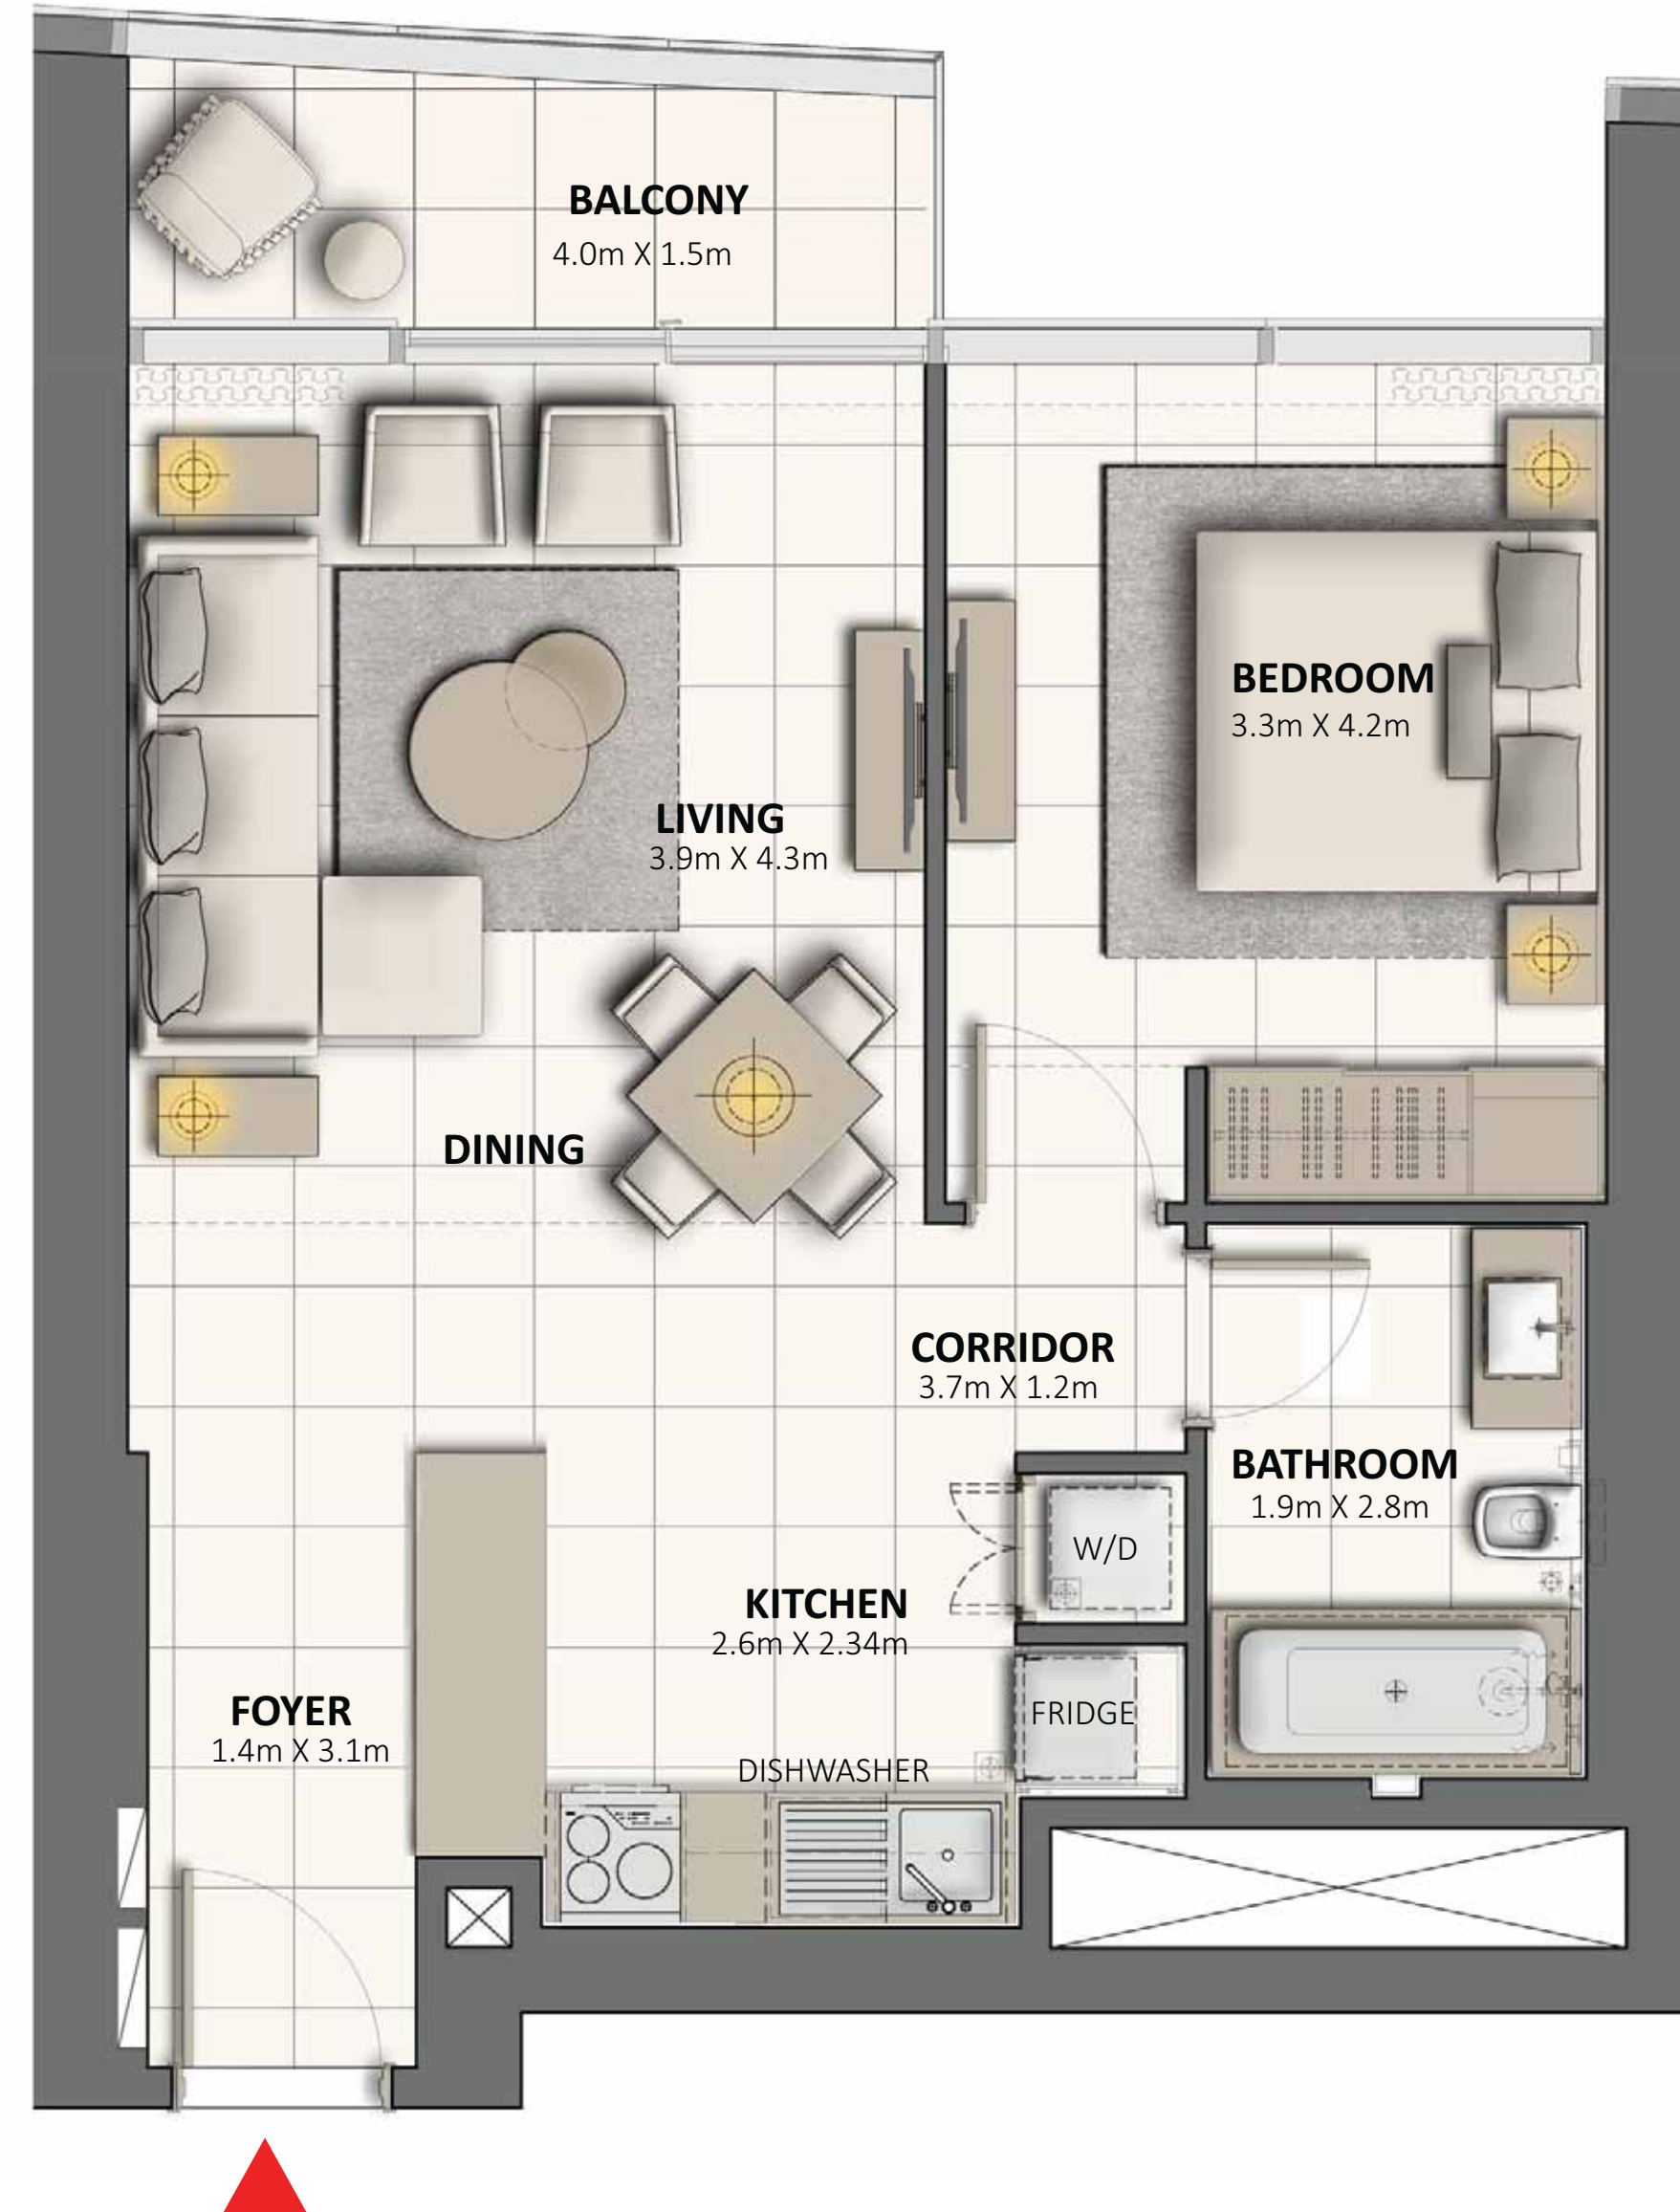 BALCONY
4.0m X 1.5m
BEDROOM
3.3m X 4.2m
LIVING
3.9m X 4.3m
DINING
CORRIDOR
3.7m X 1.2m
BATHROOM
1.9m X 2.8m
W/D
KITCHEN
2.6m X 2.34m
FOYER
1.4m X 3.1m
FRIDGE
DISHWASHER